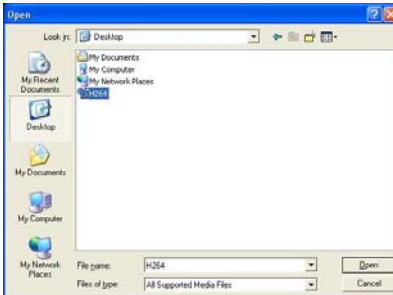 Open
Look in: Desktop
My Documents
My Computer
My Network Places
H264
My Recent
Documents
Desktop
My Documents
My Computer
My Network
Places
File name: H264 Open
Files of type: All Supported Media Files Cancel